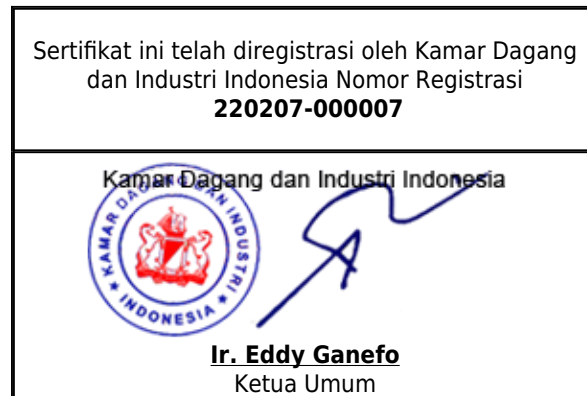 Sertifikat ini telah diregistrasi oleh Kamar Dagang
dan Industri Indonesia Nomor Registrasi
220207-000007
Kamar Dagang dan Industri Indonesia
KAMAR DAGANG DAN INDUSTRI
INDONESIA
Ir. Eddy Ganefo
Ketua Umum